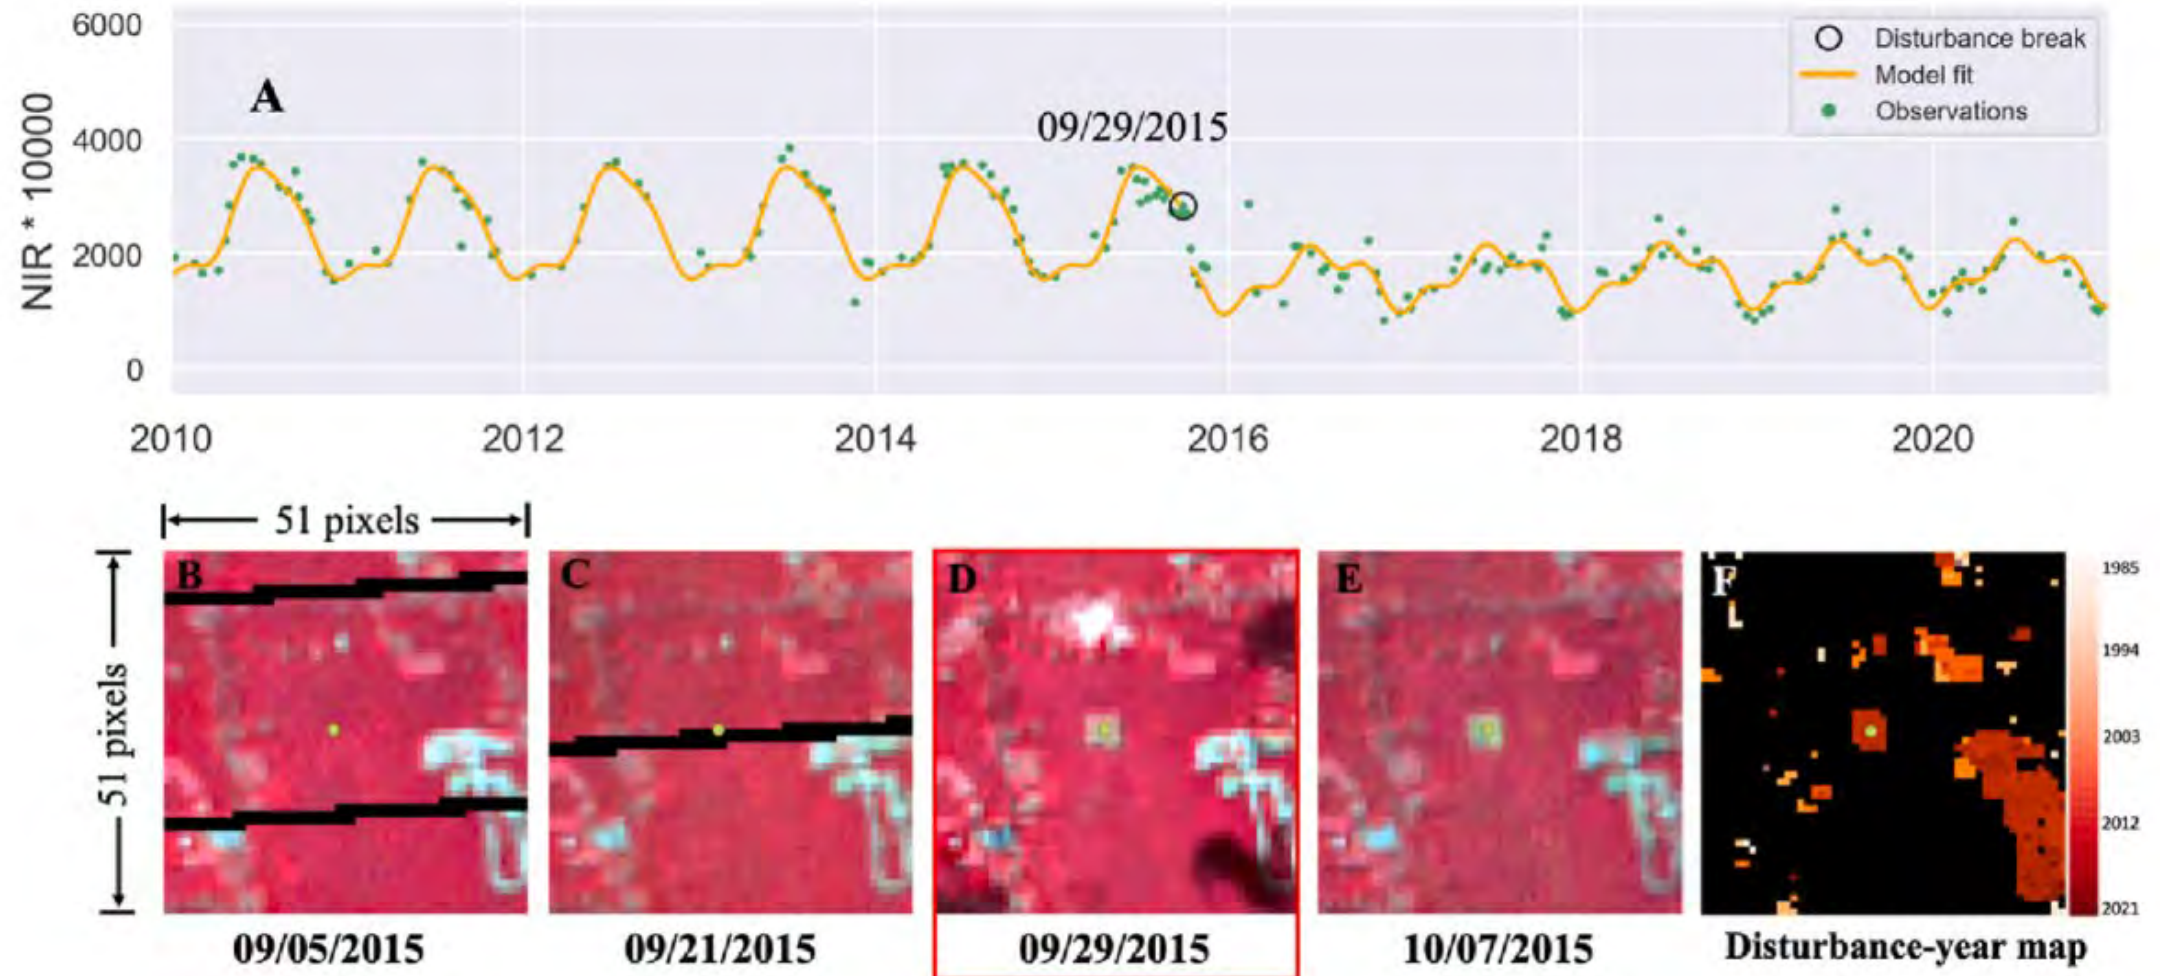 6000
4000
2000
0
NIR * 10000
A
09/29/2015
Disturbance break
Model fit
Observations
2010 2012 2014 2016 2018 2020
51 pixels
51 pixels
B C D E F
1985
1994
2003
2012
2021
09/05/2015 09/21/2015 09/29/2015 10/07/2015 Disturbance-year map